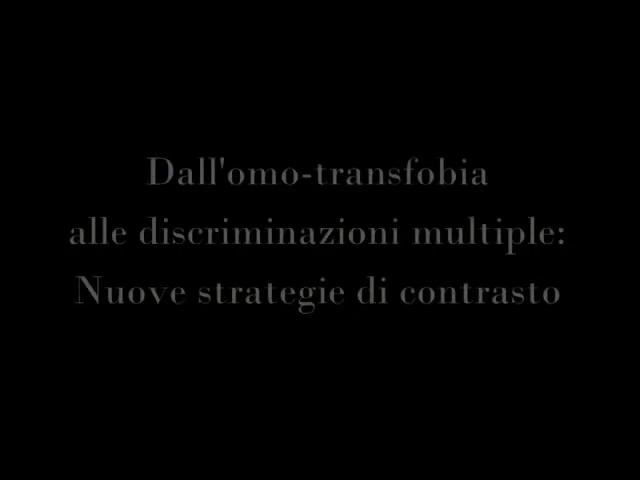 Dall'omo-transfobia
alle discriminazioni multiple:
Nuove strategie di contrasto